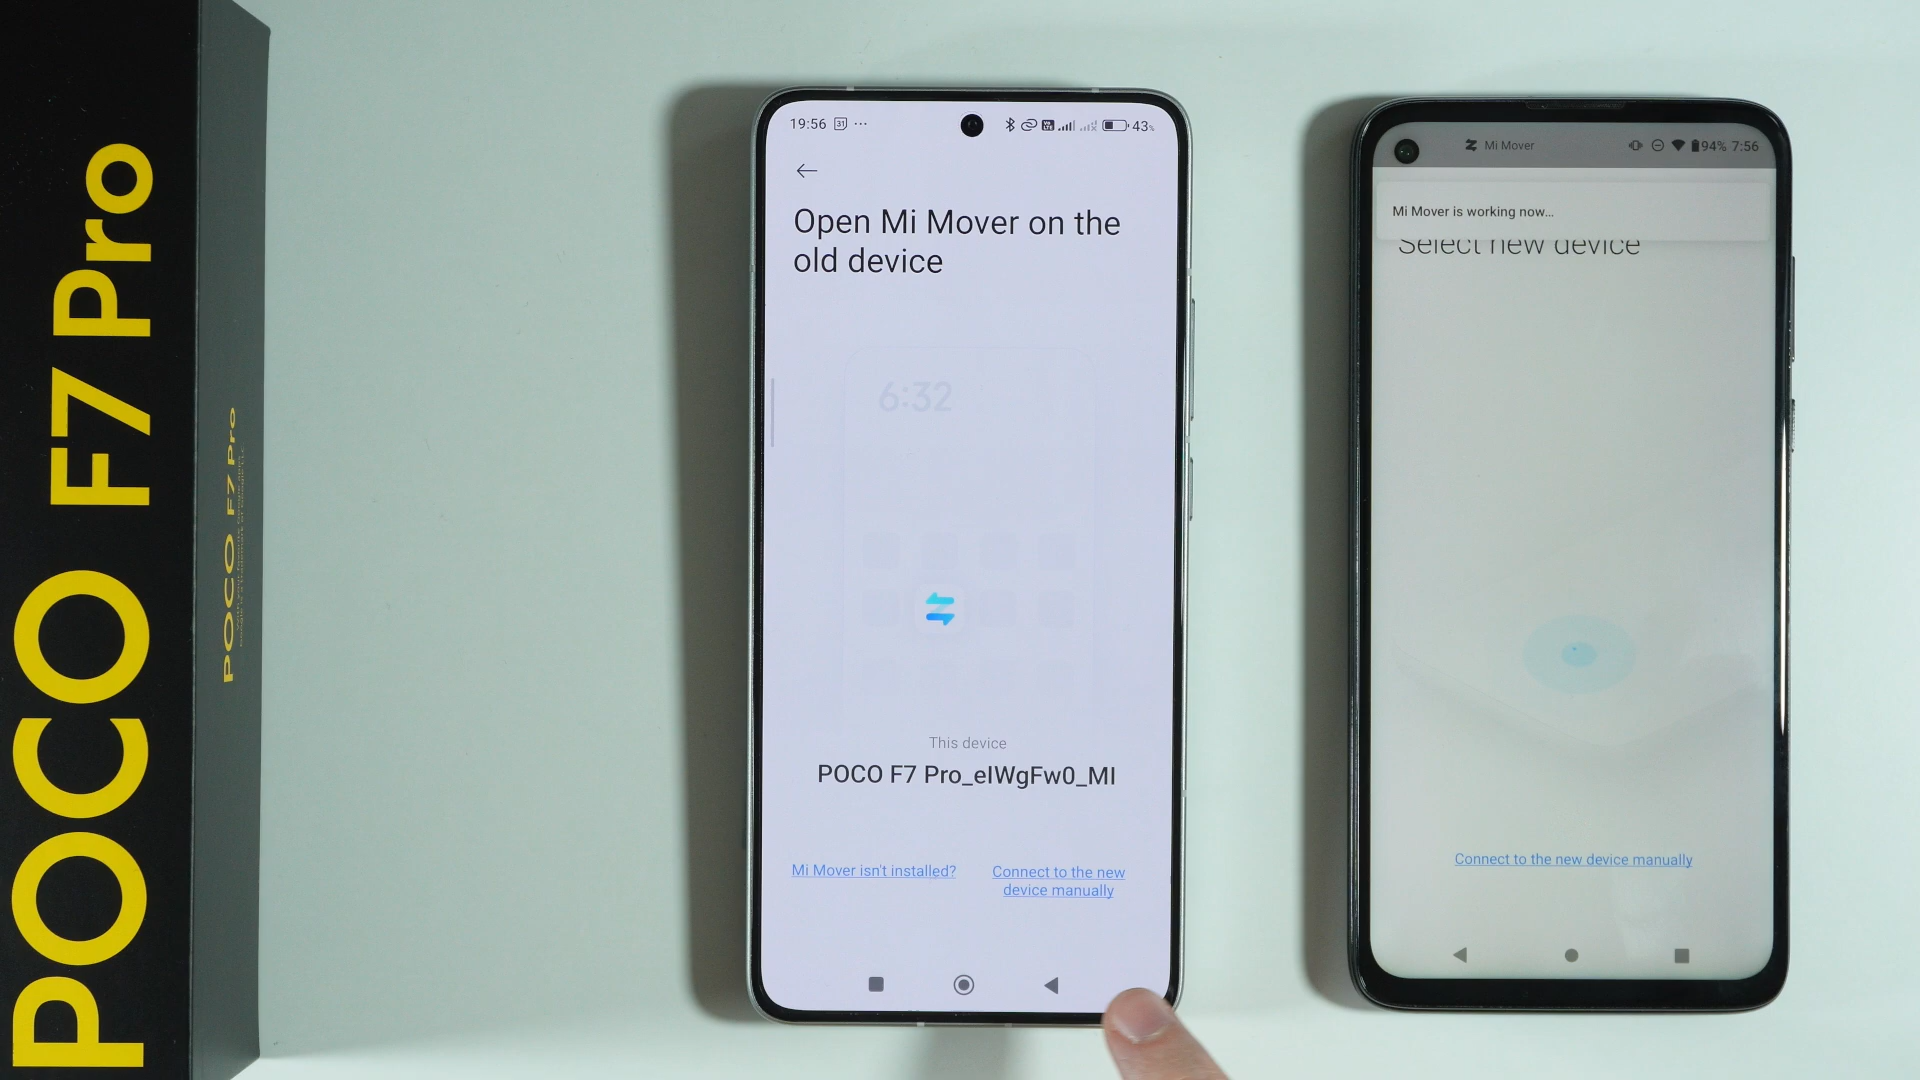 POCO F7 Pro
POCO F7 Pro
19:56 31 ...
43%
Open Mi Mover on the
old device
6:32
This device
POCO F7 Pro_eIWgFw0_MI
Mi Mover isn't installed?
Connect to the new
device manually
Mi Mover
94% 7:56
Mi Mover is working now...
Select new device
Connect to the new device manually